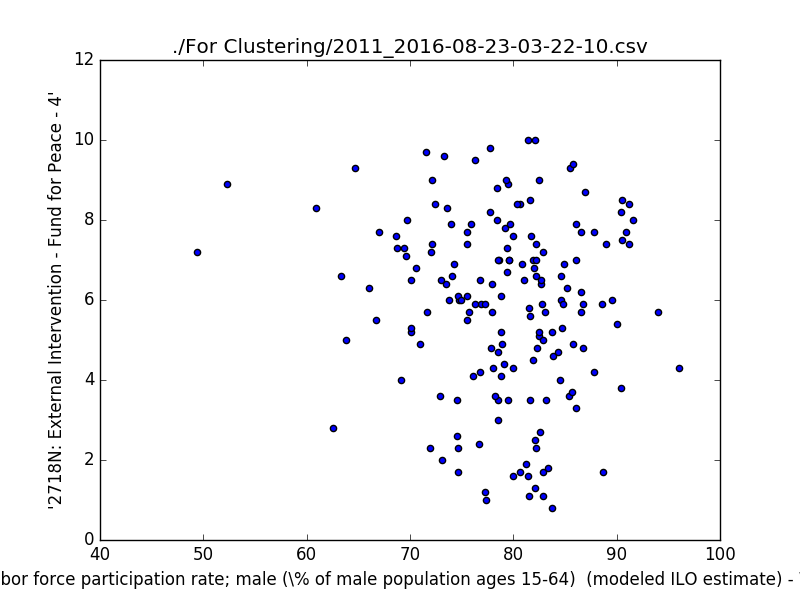 ./For Clustering/2011_2016-08-23-03-22-10.csv
'2718N: External Intervention - Fund for Peace - 4'
12
10
8
6
4
2
0
40 50 60 70 80 90 100
force participation rate; male (\% of male population ages 15-64) (modeled ILO estimate) -